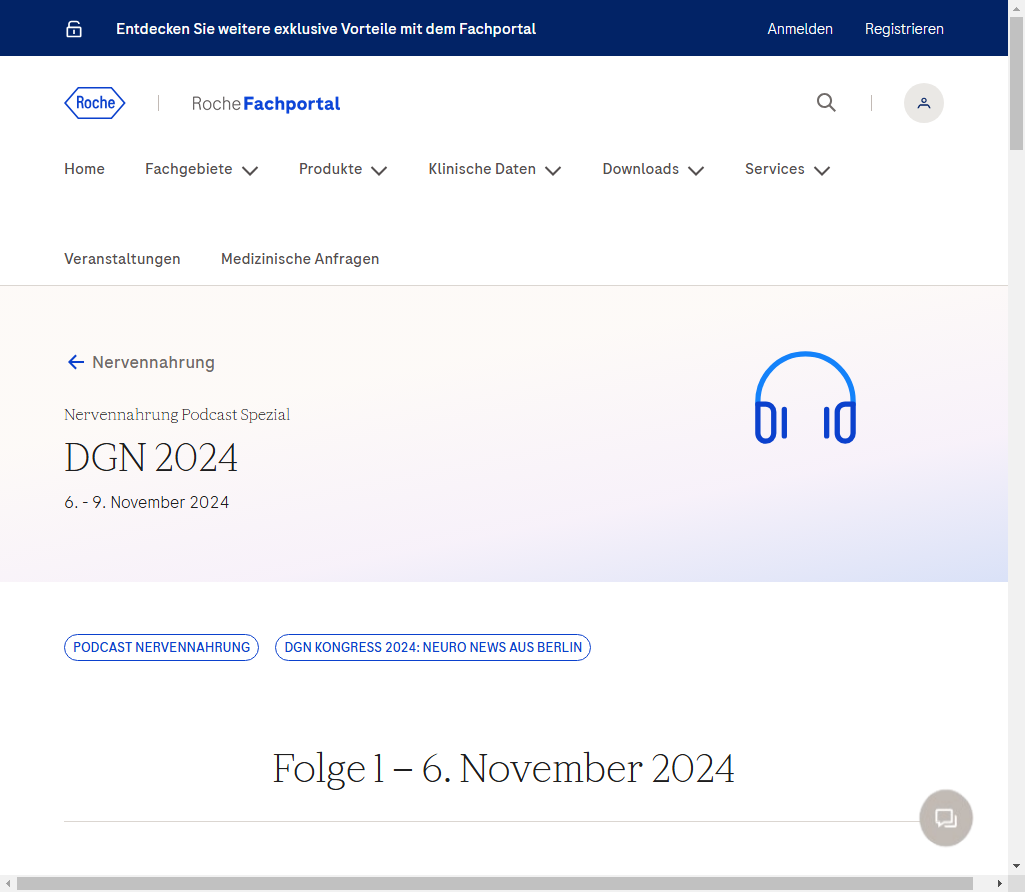 Entdecken Sie weitere exklusive Vorteile mit dem Fachportal
Anmelden
Registrieren
Roche
Roche Fachportal
Home
Fachgebiete
Produkte
Klinische Daten
Downloads
Services
Veranstaltungen
Medizinische Anfragen
Nervennahrung
Nervennahrung Podcast Spezial
DGN 2024
6. - 9. November 2024
PODCAST NERVENNAHRUNG
DGN KONGRESS 2024: NEURO NEWS AUS BERLIN
Folge 1 – 6. November 2024